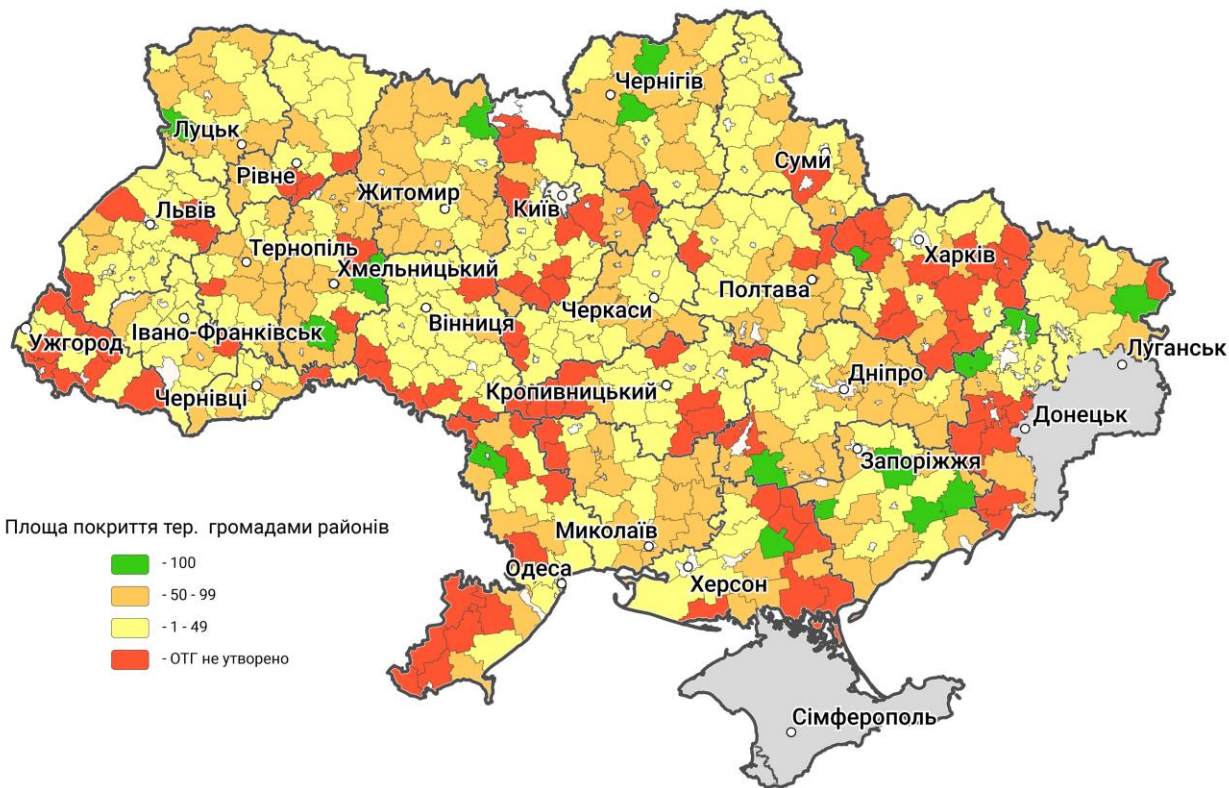 Чернігів
Луцьк
Рівне
Суми
Житомир
Київ
Львів
Харків
Тернопіль
Хмельницький
Полтава
Черкаси
Вінниця
Івано-Франківськ
Ужгород
Луганськ
Дніпро
Кропивницький
Чернівці
Донецьк
Запоріжжя
Площа покриття тер. громадами районів
- 100
- 50 - 99
- 1 - 49
- ОТГ не утворено
Миколаїв
Одеса
Херсон
Сімферополь